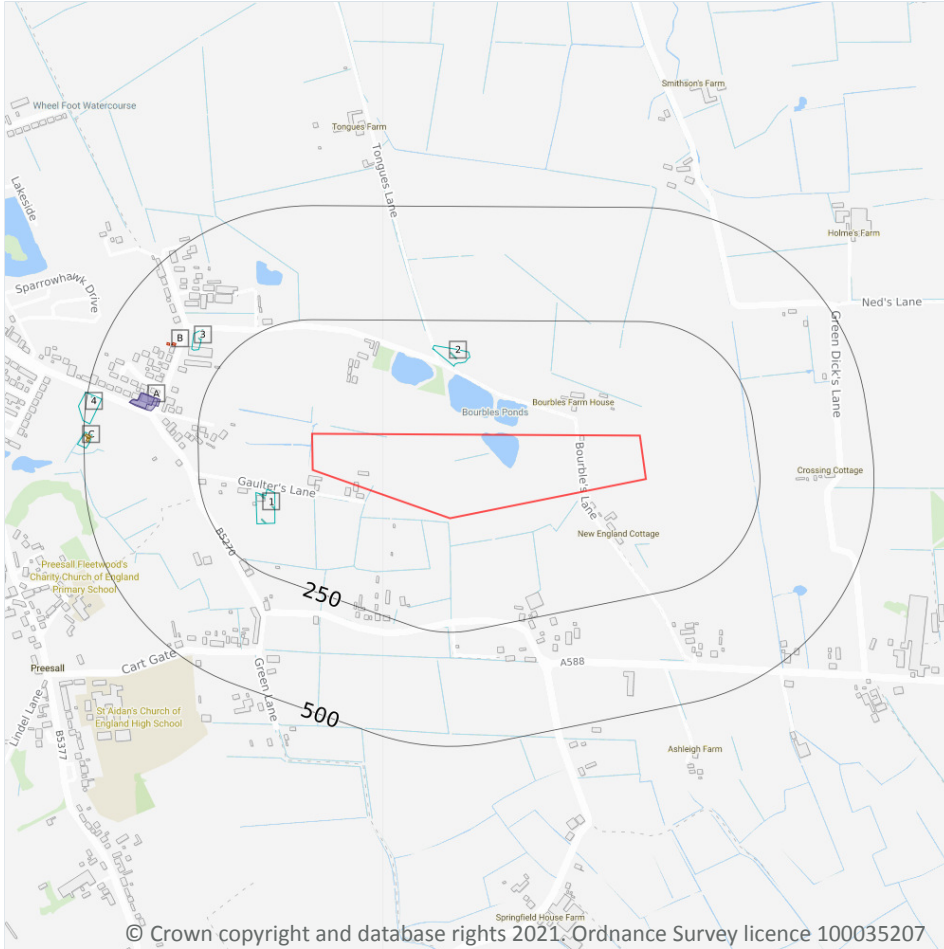 Smithson's Farm
Wheel Foot Watercourse
Tongues Farm
Tongues Lane
Lakeside
Holme's Farm
Sparrowhawk
Drive
Ned's Lane
Green Dick's Lane
B
3
2
A
4
C
Bourbles Farm House
Bourbles Ponds
Bourble's Lane
Crossing Cottage
Gaulter's Lane
1
B5270
New England Cottage
Preesall Fleetwood's
Charity Church of England
Primary School
250
Preesall
Cart Gate
A588
Green Lane
Lindel Lane
St Aidan's Church of
England High School
500
B5377
Ashleigh Farm
Springfield House Farm
© Crown copyright and database rights 2021. Ordnance Survey licence 100035207